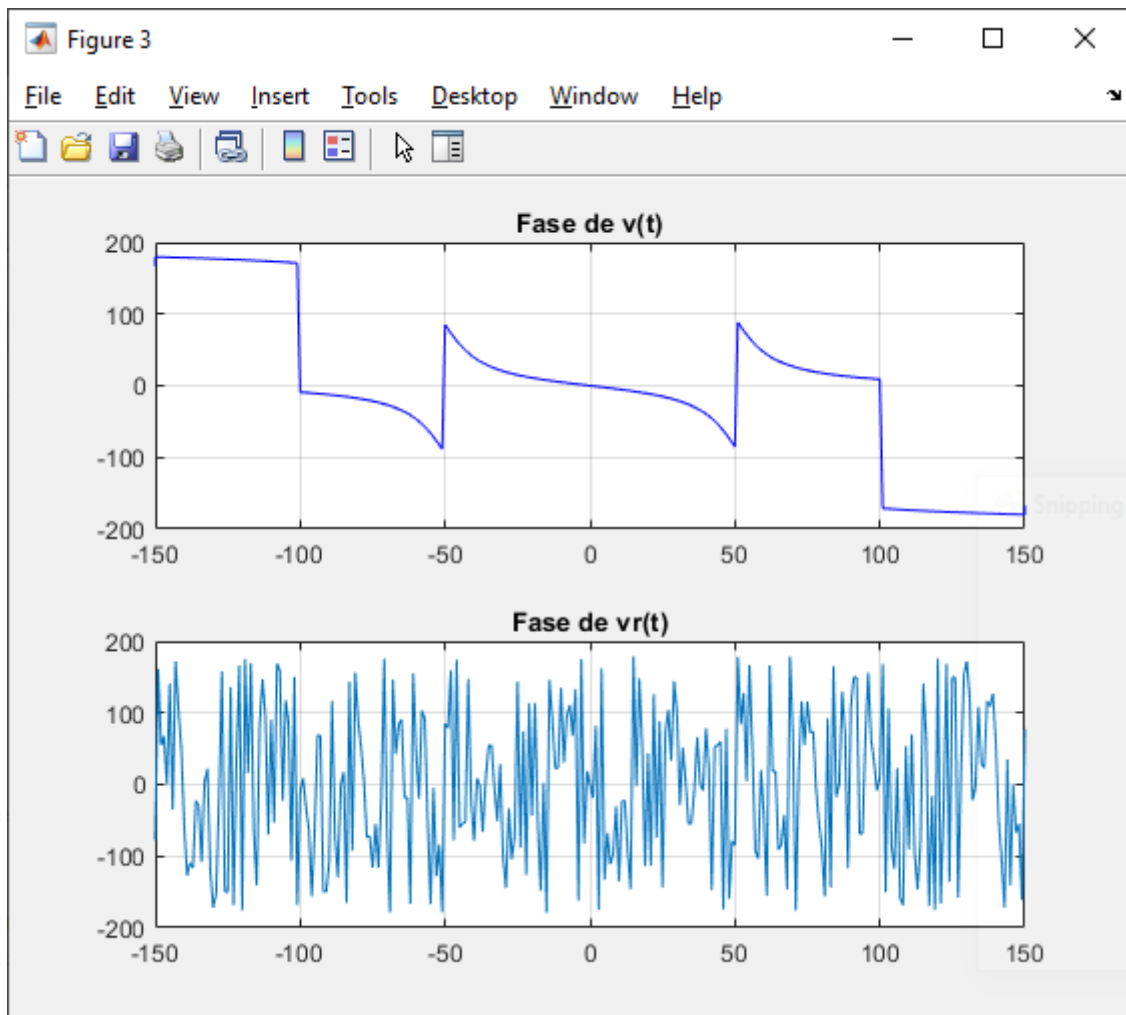 Figure 3
File Edit View Insert Tools Desktop Window Help
Fase de v(t)
200
100
0
-100
-200
-150 -100 -50 0 50 100 150
Snipping
Fase de vr(t)
200
100
0
-100
-200
-150 -100 -50 0 50 100 150